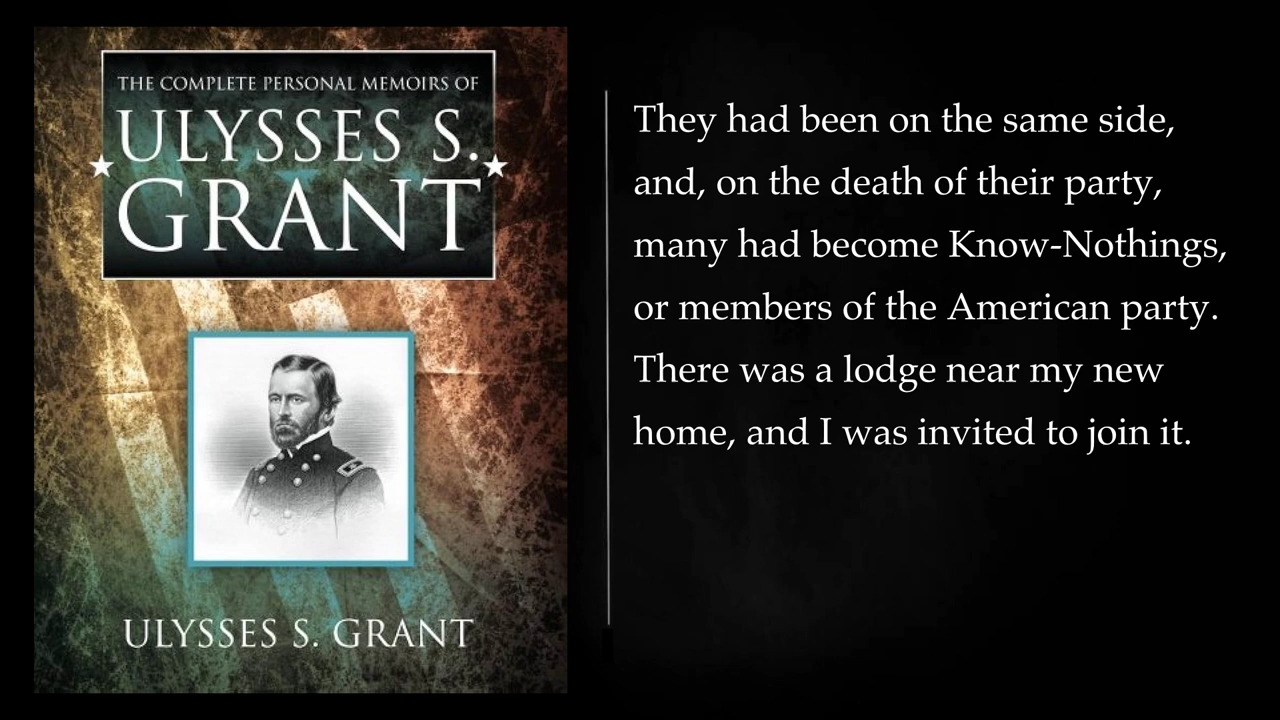 THE COMPLETE PERSONAL MEMOIRS OF
ULYSSES S.
GRANT
ULYSSES S. GRANT
They had been on the same side,
and, on the death of their party,
many had become Know-Nothings,
or members of the American party.
There was a lodge near my new
home, and I was invited to join it.